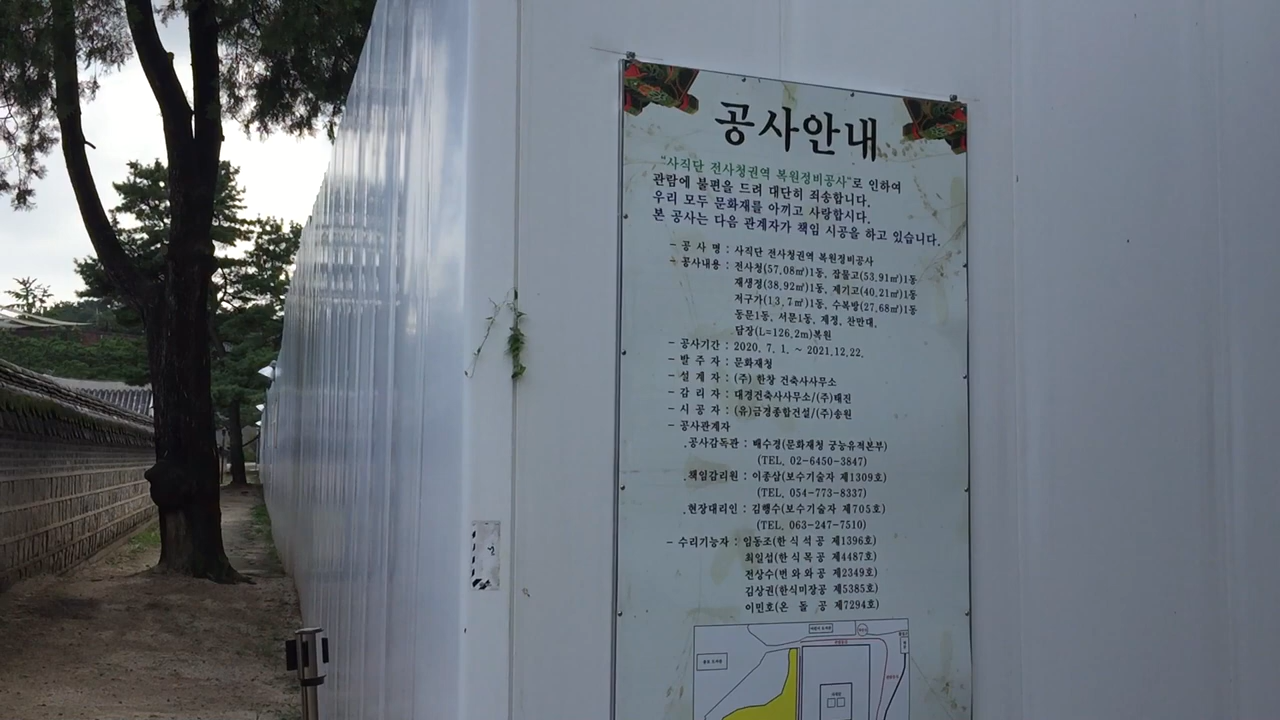 공사안내
"사직단 전사청권역 복원정비공사"로 인하여
관람에 불편을 드려 대단히 죄송합니다.
우리 모두 문화재를 아끼고 사랑합시다.
본 공사는 다음 관계자가 책임 시공을 하고 있습니다.
- 공 사 명 : 사직단 전사청권역 복원정비공사
- 공사내용 : 전사청(57.08㎡)1동, 잡물고(53.91㎡)1동
재생정(38.92㎡)1동, 제기고(40.21㎡)1동
저구가(13.7㎡)1동, 수복방(27.68㎡)1동
동문1동, 서문1동, 제정, 찬만대,
담장(L=126.2m)복원
- 공사기간 : 2020. 7. 1. ~ 2021.12.22.
- 발 주 자 : 문화재청
- 설 계 자 : (주) 한창 건축사사무소
- 감 리 자 : 대경건축사사무소/(주)태진
- 시 공 자 : (유)금경종합건설/(주)송원
- 공사관계자
.공사감독관 : 배수경(문화재청 궁능유적본부)
(TEL. 02-6450-3847)
.책임감리원 : 이종삼(보수기술자 제1309호)
(TEL. 054-773-8337)
.현장대리인 : 김행수(보수기술자 제705호)
(TEL. 063-247-7510)
- 수리기능자 : 임동조(한식석공 제1396호)
최일섭(한식목공 제4487호)
전상수(번와와공 제2349호)
김상권(한식미장공 제5385호)
이민호(온 돌 공 제7294호)